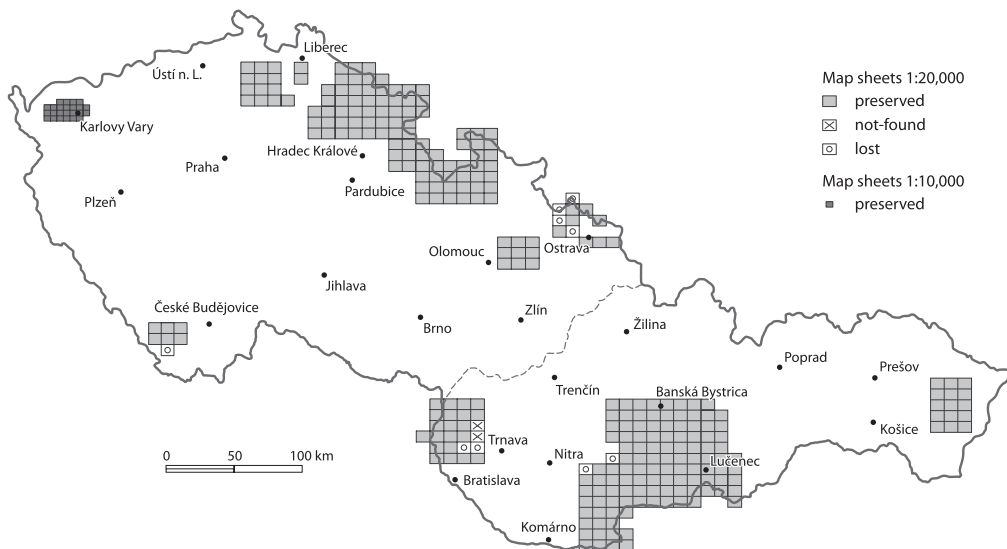 Liberec
Ústí n. L.
Karlovy Vary
Praha
Hradec Králové
Pardubice
Plzeň
Olomouc
Ostrava
Jihlava
České Budějovice
Brno
Zlín
Žilina
Poprad
Prešov
Trenčín
Banská Bystrica
Košice
Trnava
Nitra
Lučenec
Bratislava
Komárno
0 50 100 km
Map sheets 1:20,000
preserved
not-found
lost
Map sheets 1:10,000
preserved